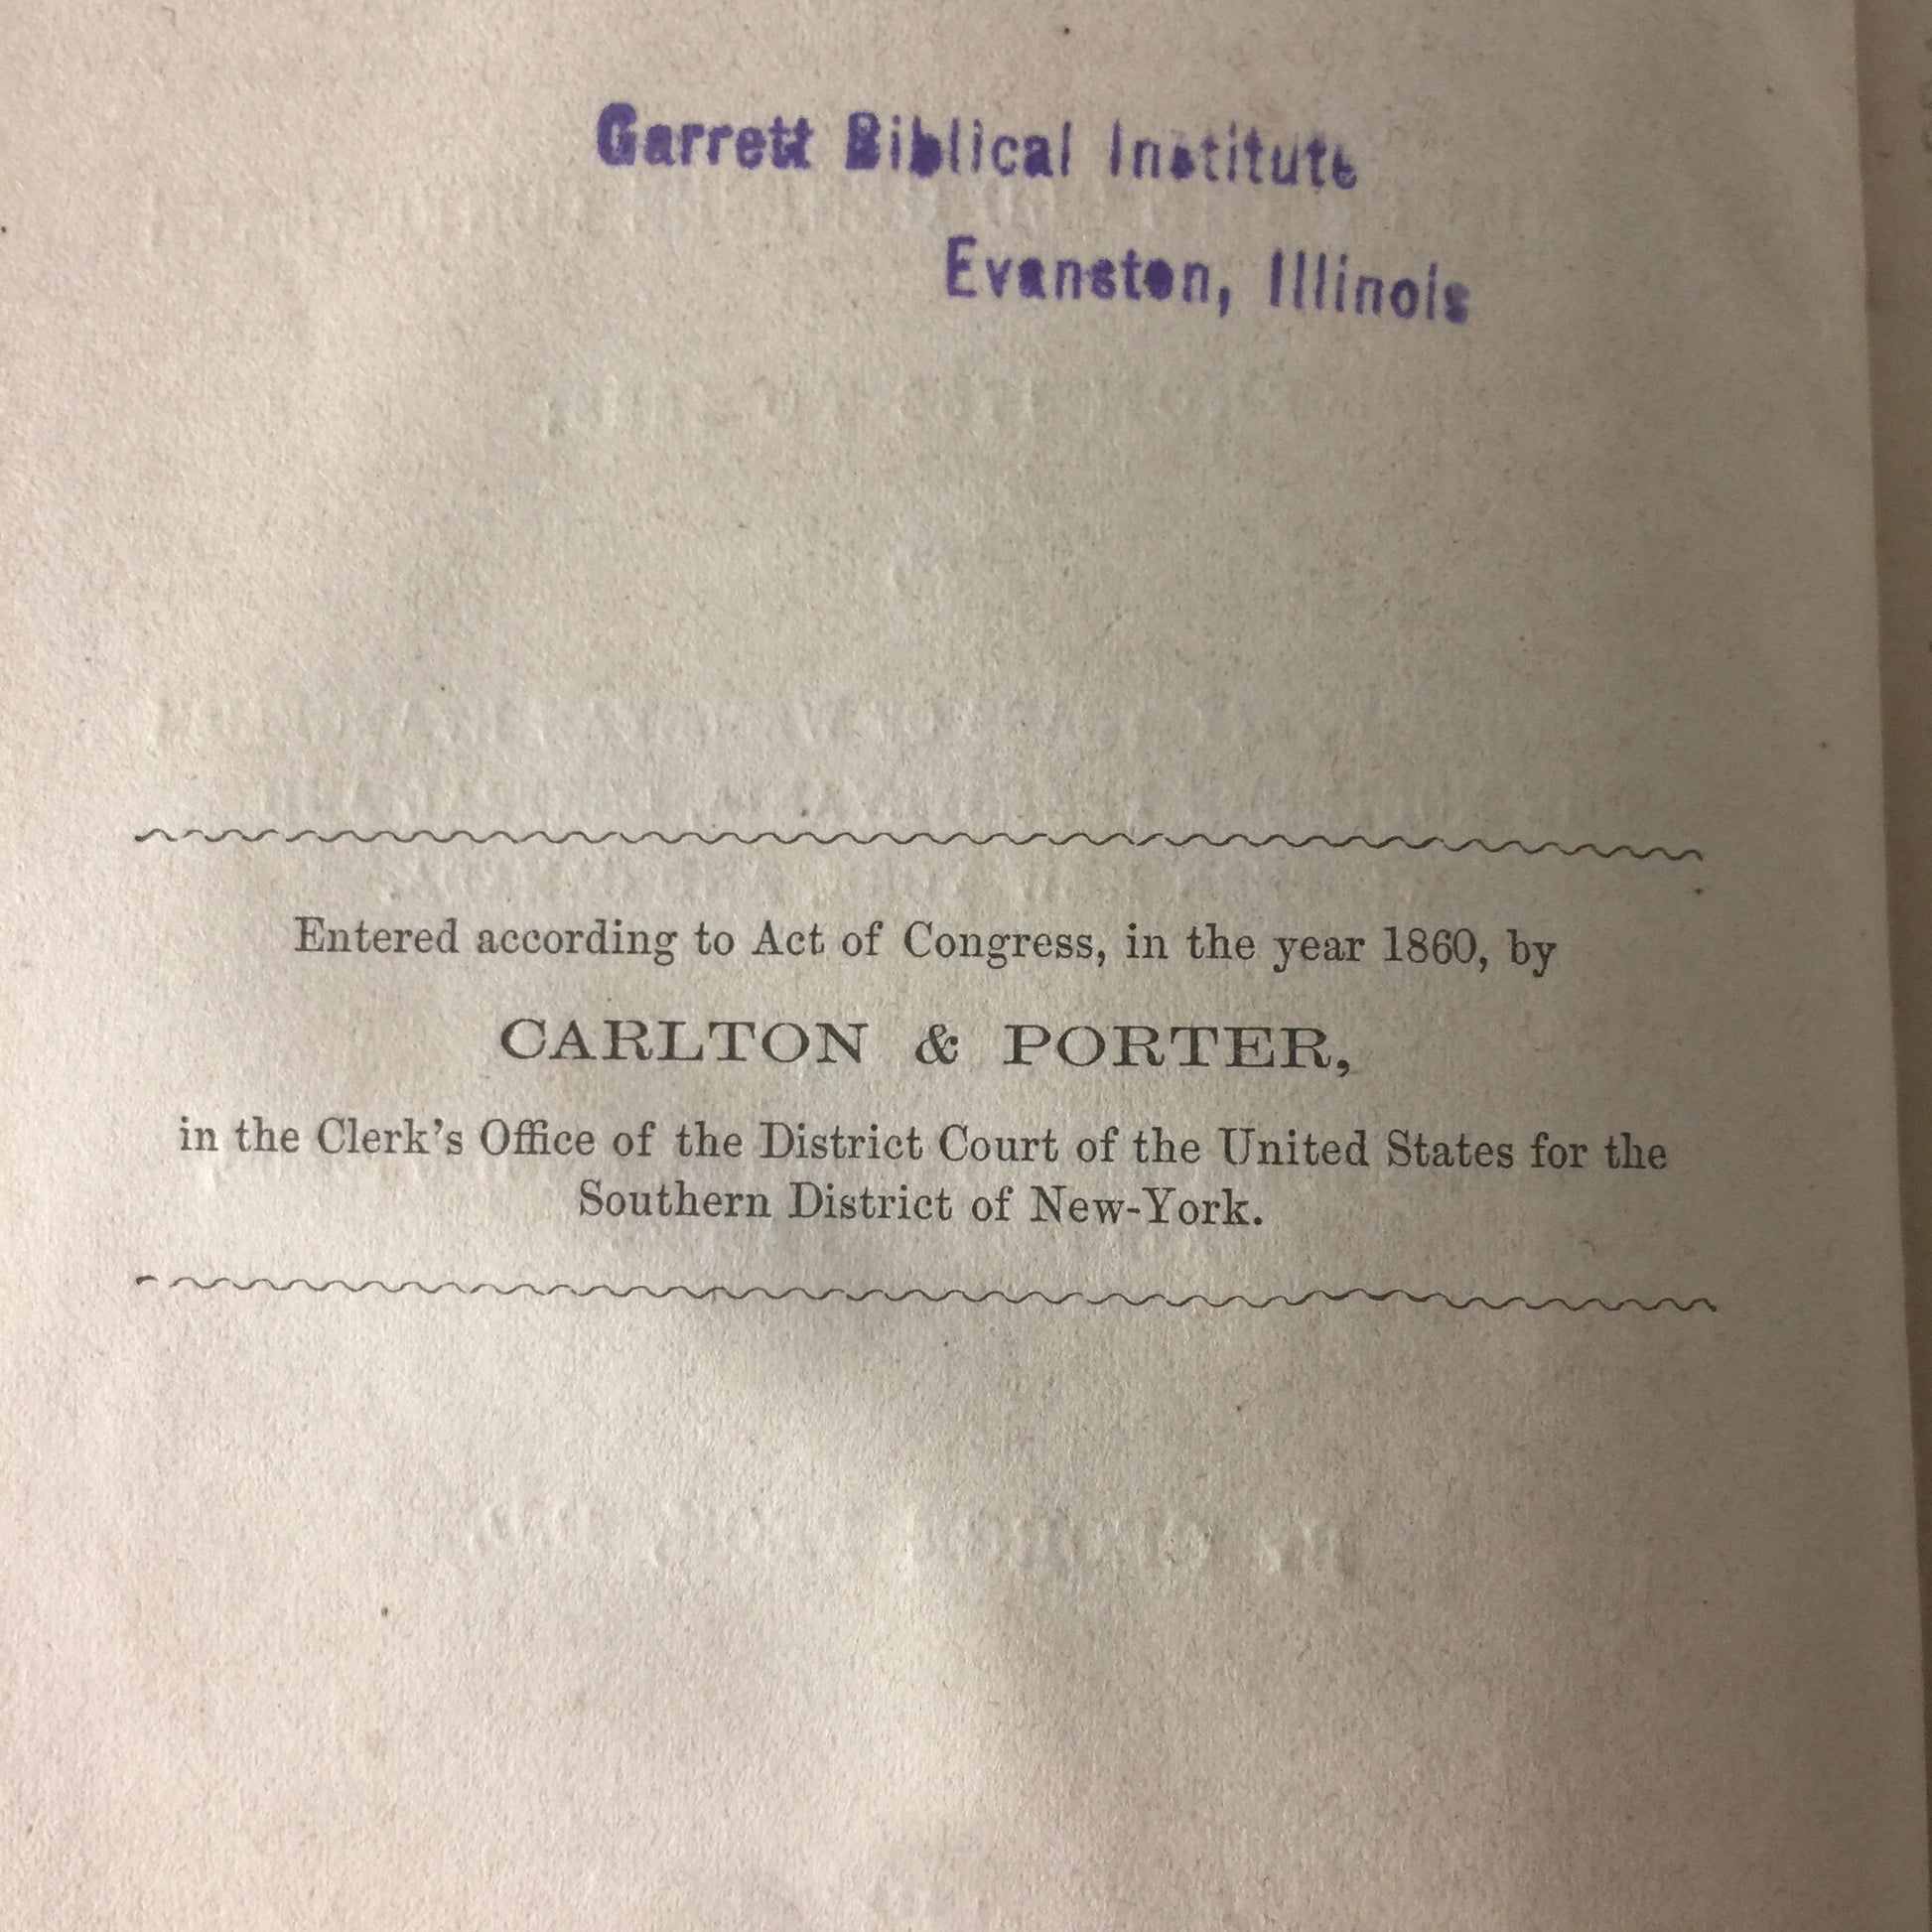 Garrett Biblical Institute
Evanston, Illinois
Entered according to Act of Congress, in the year 1860, by
CARLTON & PORTER,
in the Clerk's Office of the District Court of the United States for the
Southern District of New-York.